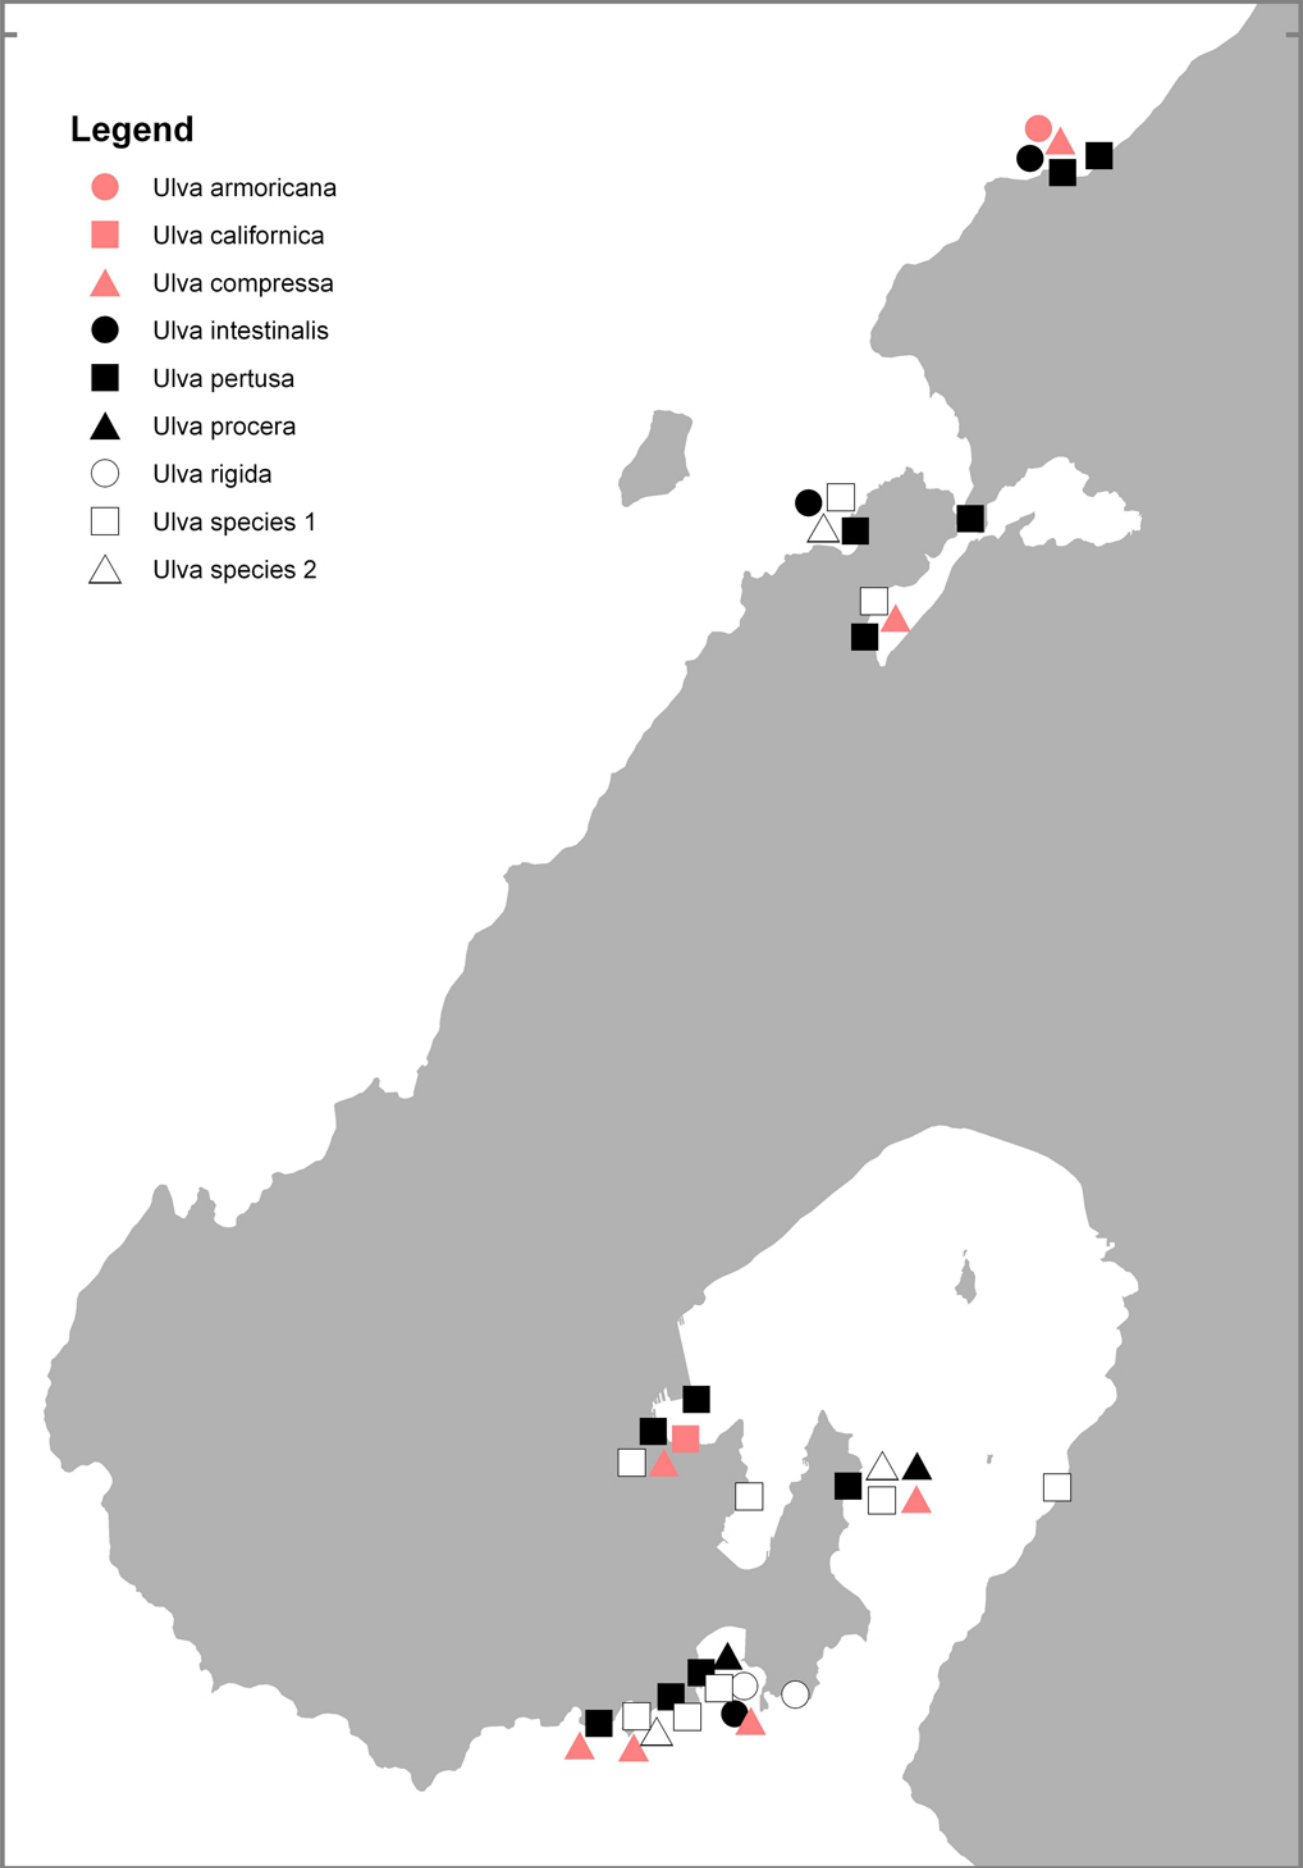 Legend
Ulva armoricana
Ulva californica
Ulva compressa
Ulva intestinalis
Ulva pertusa
Ulva procera
Ulva rigida
Ulva species 1
Ulva species 2